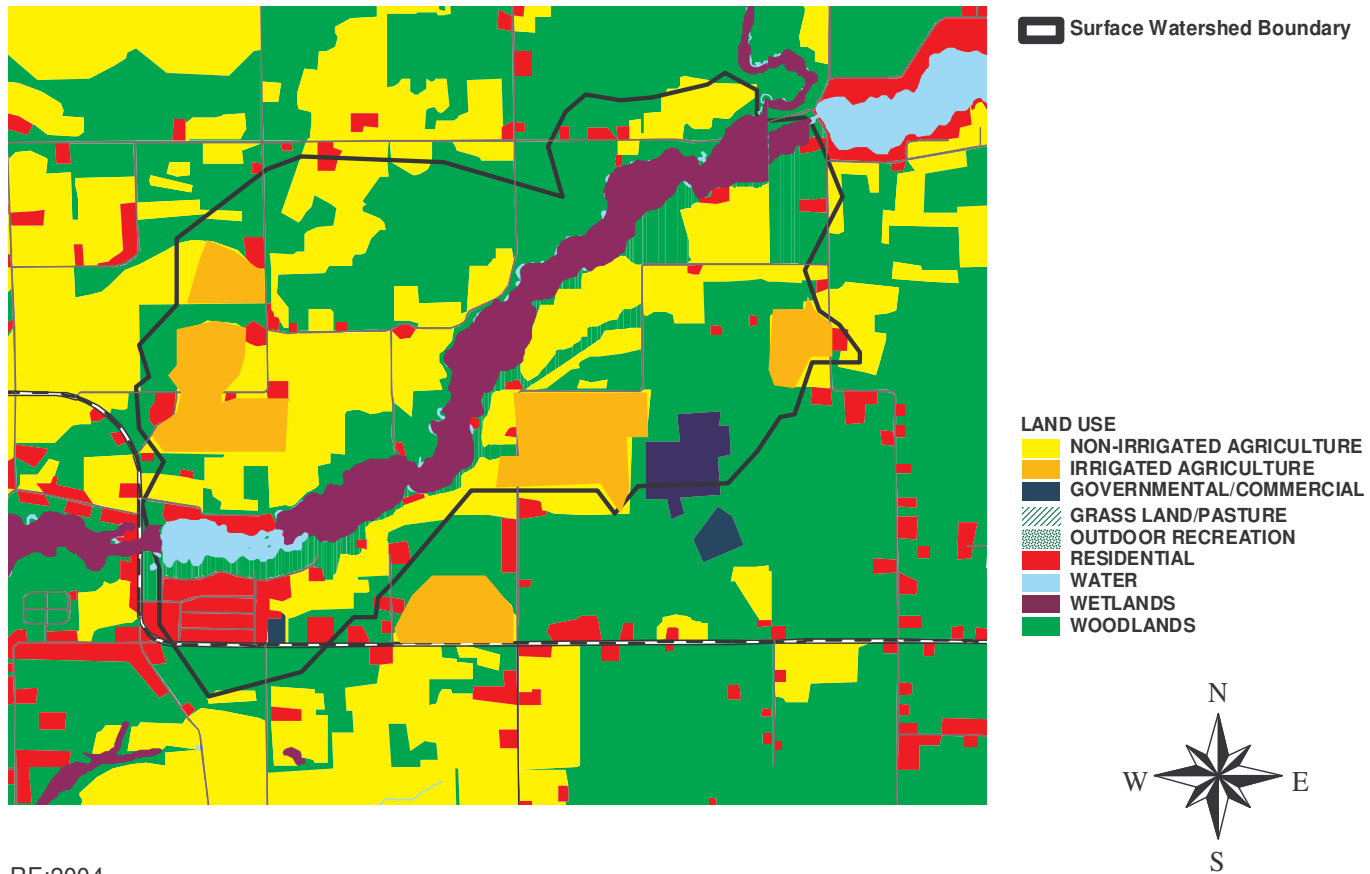 Surface Watershed Boundary
LAND USE
NON-IRRIGATED AGRICULTURE
IRRIGATED AGRICULTURE
GOVERNMENTAL/COMMERCIAL
GRASS LAND/PASTURE
OUTDOOR RECREATION
RESIDENTIAL
WATER
WETLANDS
WOODLANDS
N
W E
S